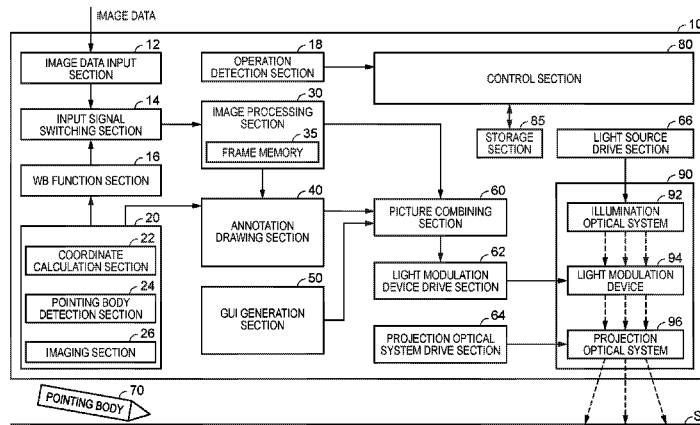 IMAGE DATA
10
12
IMAGE DATA INPUT
SECTION
18
OPERATION
DETECTION SECTION
80
CONTROL SECTION
14
INPUT SIGNAL
SWITCHING SECTION
30
IMAGE PROCESSING
SECTION
35
FRAME MEMORY
85
STORAGE
SECTION
66
LIGHT SOURCE
DRIVE SECTION
16
WB FUNCTION SECTION
40
ANNOTATION
DRAWING SECTION
60
PICTURE COMBINING
SECTION
90
92
ILLUMINATION
OPTICAL SYSTEM
20
22
COORDINATE
CALCULATION SECTION
24
POINTING BODY
DETECTION SECTION
26
IMAGING SECTION
50
GUI GENERATION
SECTION
62
LIGHT MODULATION
DEVICE DRIVE SECTION
94
LIGHT MODULATION
DEVICE
64
PROJECTION OPTICAL
SYSTEM DRIVE SECTION
96
PROJECTION
OPTICAL SYSTEM
70
POINTING BODY